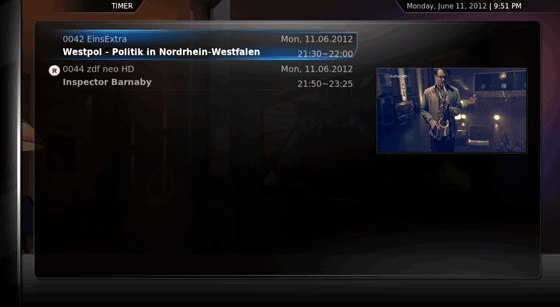 TIMER
Monday, June 11, 2012 | 9:51 PM
0042 EinsExtra Mon, 11.06.2012
Westpol - Politik in Nordrhein-Westfalen 21:30~22:00
R 0044 zdf neo HD Mon, 11.06.2012
Inspector Barnaby 21:50~23:25